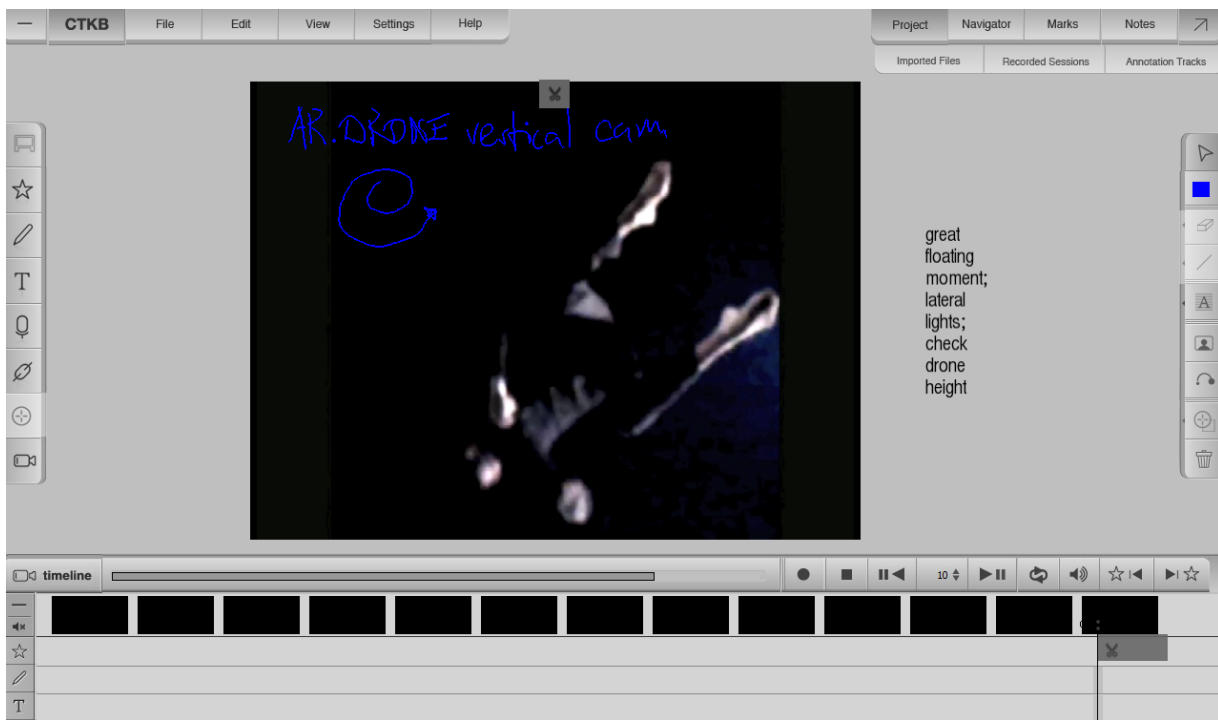 CTKB File Edit View Settings Help Project Navigator Marks Notes
Imported Files Recorded Sessions Annotation Tracks
AR.DRONE vertical cam
T
A
great
floating
moment;
lateral
lights;
check
drone
height
timeline 10
T